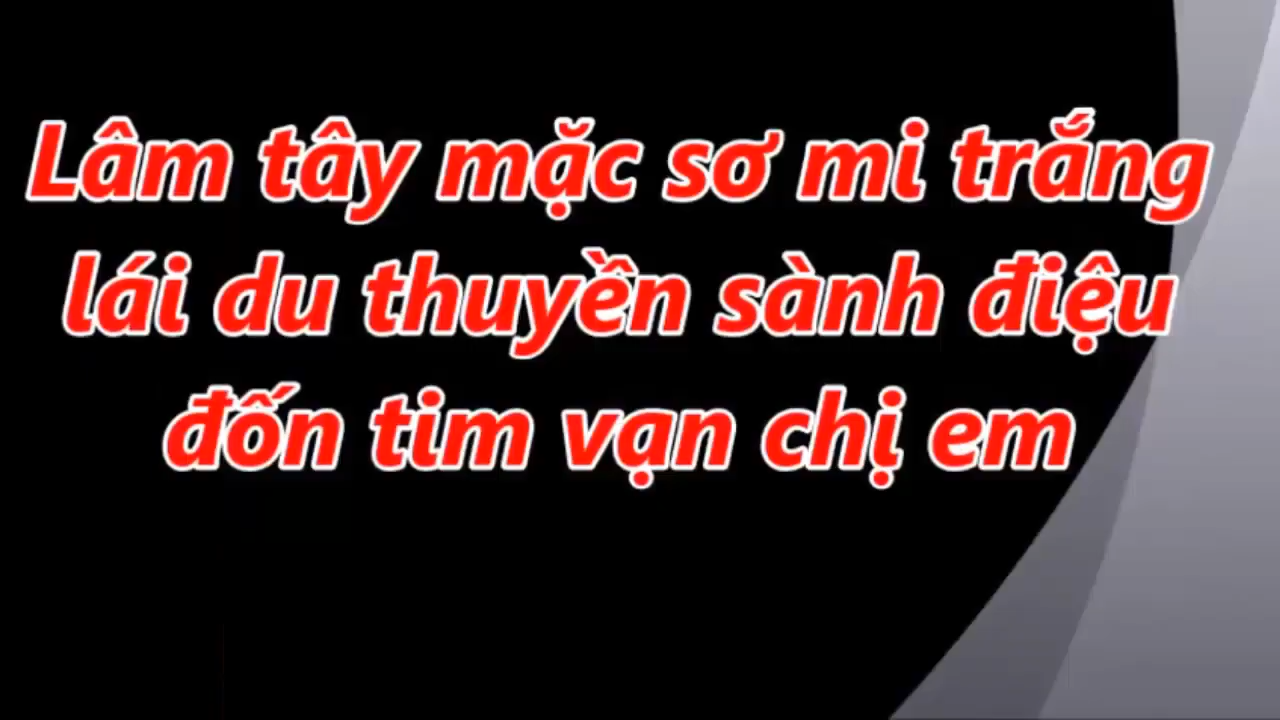 Lâm tây mặc sơ mi trắng
lái du thuyền sành điệu
đốn tim vạn chị em